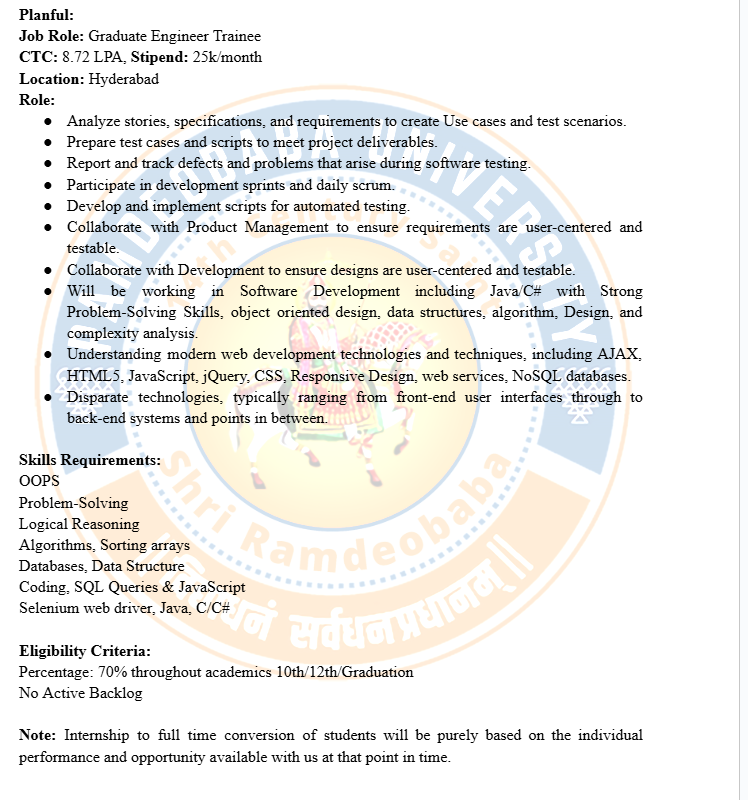 Planful:
Job Role: Graduate Engineer Trainee
CTC: 8.72 LPA, Stipend: 25k/month
Location: Hyderabad
Role:
● Analyze stories, specifications, and requirements to create Use cases and test scenarios.
● Prepare test cases and scripts to meet project deliverables.
● Report and track defects and problems that arise during software testing.
● Participate in development sprints and daily scrum.
● Develop and implement scripts for automated testing.
● Collaborate with Product Management to ensure requirements are user-centered and
testable.
● Collaborate with Development to ensure designs are user-centered and testable.
● Will be working in Software Development including Java/C# with Strong
Problem-Solving Skills, object oriented design, data structures, algorithm, Design, and
complexity analysis.
● Understanding modern web development technologies and techniques, including AJAX,
HTML5, JavaScript, jQuery, CSS, Responsive Design, web services, NoSQL databases.
● Disparate technologies, typically ranging from front-end user interfaces through to
back-end systems and points in between.
Skills Requirements:
OOPS
Problem-Solving
Logical Reasoning
Algorithms, Sorting arrays
Databases, Data Structure
Coding, SQL Queries & JavaScript
Selenium web driver, Java, C/C#
Eligibility Criteria:
Percentage: 70% throughout academics 10th/12th/Graduation
No Active Backlog
Note: Internship to full time conversion of students will be purely based on the individual
performance and opportunity available with us at that point in time.
RAMDEOBABA UNIVERSITY
Century Saint
Shri Ramdeobaba
सर्वधनप्रधानम् ||